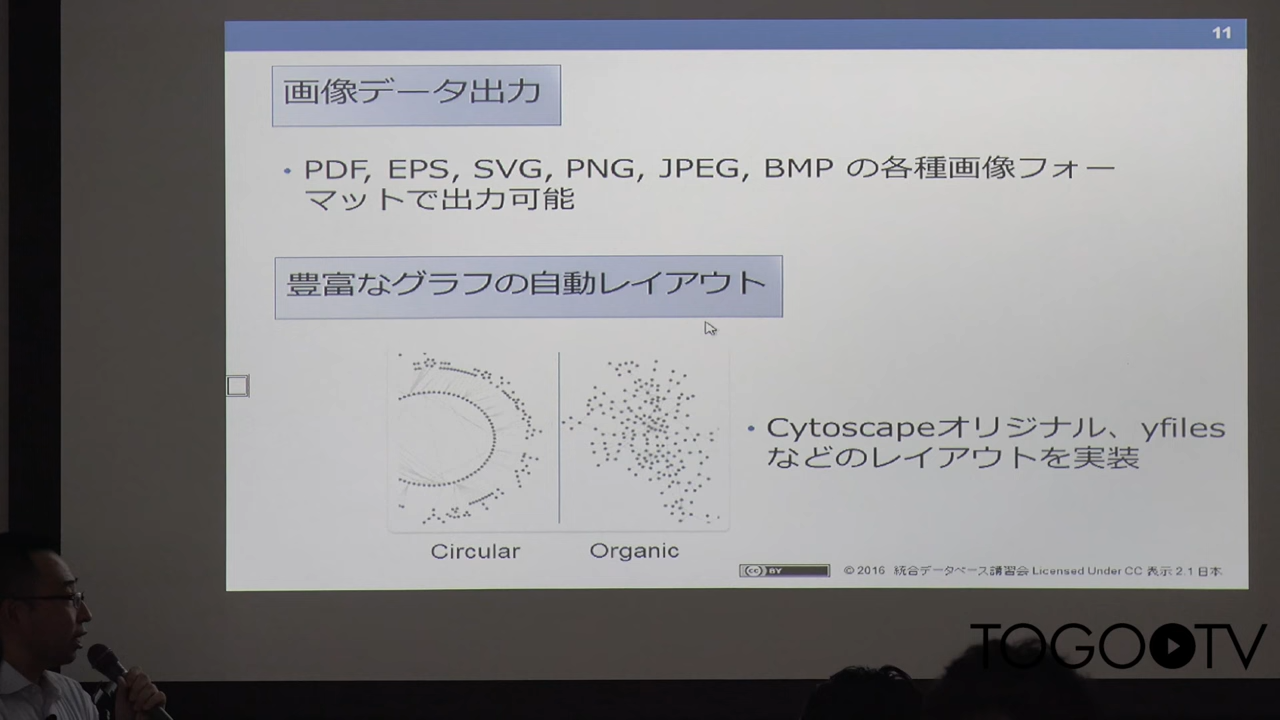 11
画像データ出力
• PDF, EPS, SVG, PNG, JPEG, BMP の各種画像フォー
マットで出力可能
豊富なグラフの自動レイアウト
• Cytoscapeオリジナル、yfiles
などのレイアウトを実装
Circular
Organic
cc BY
© 2016 統合データベース講習会 Licensed Under CC 表示 2.1 日本
TOGO TV